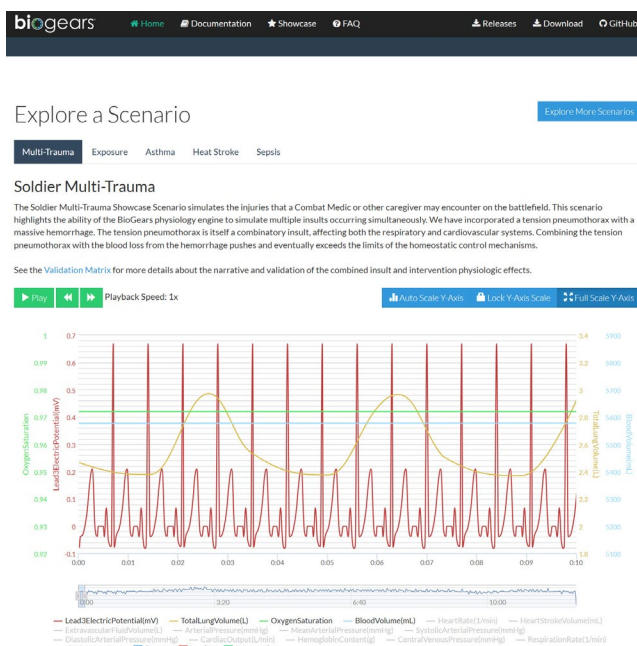 biogears
Home Documentation Showcase FAQ Releases Download GitHub
Explore a Scenario
Explore More Scenarios
Multi-Trauma Exposure Asthma Heat Stroke Sepsis
Soldier Multi-Trauma
The Soldier Multi-Trauma Showcase Scenario simulates the injuries that a Combat Medic or other caregiver may encounter on the battlefield. This scenario
highlights the ability of the BioGears physiology engine to simulate multiple insults occurring simultaneously. We have incorporated a tension pneumothorax with a
massive hemorrhage. The tension pneumothorax is itself a combinatory insult, affecting both the respiratory and cardiovascular systems. Combining the tension
pneumothorax with the blood loss from the hemorrhage pushes and eventually exceeds the limits of the homeostatic control mechanisms.
See the Validation Matrix for more details about the narrative and validation of the combined insult and intervention physiologic effects.
Play Playback Speed: 1x Auto Scale Y-Axis Lock Y-Axis Scale Full Scale Y-Axis
1 0.7 3.4 5900
0.99 0.6 3.2 5800
0.98 0.5 3 5700
0.97 0.4 2.8 5600
0.96 0.3 2.6 5500
0.95 0.2 2.4 5400
0.94 0.1 2.2 5300
0.93 0 2 5200
0.92 -0.1 1.8 5100
OxygenSaturation
Lead3ElectricPotential(mV)
TotalLungVolume(L)
BloodVolume(mL)
0:00 0:01 0:02 0:03 0:04 0:05 0:06 0:07 0:08 0:09 0:10
0:00 3:20 6:40 10:00
Lead3ElectricPotential(mV) TotalLungVolume(L) OxygenSaturation BloodVolume(mL) HeartRate(1/min) HeartStrokeVolume(mL)
ExtravascularFluidVolume(L) ArterialPressure(mmHg) MeanArterialPressure(mmHg) SystolicArterialPressure(mmHg)
DiastolicArterialPressure(mmHg) CardiacOutput(L/min) HemoglobinContent(g) CentralVenousPressure(mmHg) RespirationRate(1/min)